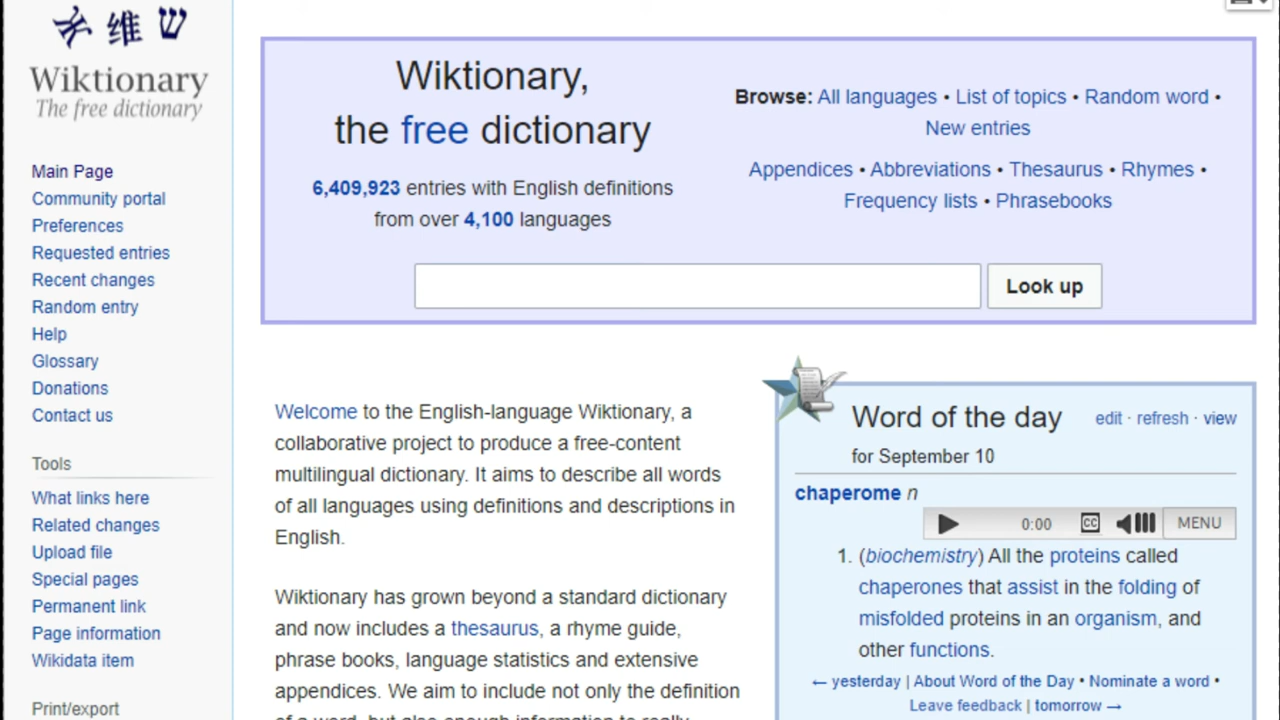 维 ש
Wiktionary
The free dictionary
Main Page
Community portal
Preferences
Requested entries
Recent changes
Random entry
Help
Glossary
Donations
Contact us
Tools
What links here
Related changes
Upload file
Special pages
Permanent link
Page information
Wikidata item
Print/export
Wiktionary,
the free dictionary
6,409,923 entries with English definitions
from over 4,100 languages
Browse: All languages • List of topics • Random word •
New entries
Appendices • Abbreviations • Thesaurus • Rhymes •
Frequency lists • Phrasebooks
Look up
Welcome to the English-language Wiktionary, a
collaborative project to produce a free-content
multilingual dictionary. It aims to describe all words
of all languages using definitions and descriptions in
English.
Wiktionary has grown beyond a standard dictionary
and now includes a thesaurus, a rhyme guide,
phrase books, language statistics and extensive
appendices. We aim to include not only the definition
of a word, but also enough information to really
Word of the day
edit · refresh · view
for September 10
chaperome n
0:00 CC MENU
1. (biochemistry) All the proteins called
chaperones that assist in the folding of
misfolded proteins in an organism, and
other functions.
← yesterday | About Word of the Day • Nominate a word •
Leave feedback | tomorrow →